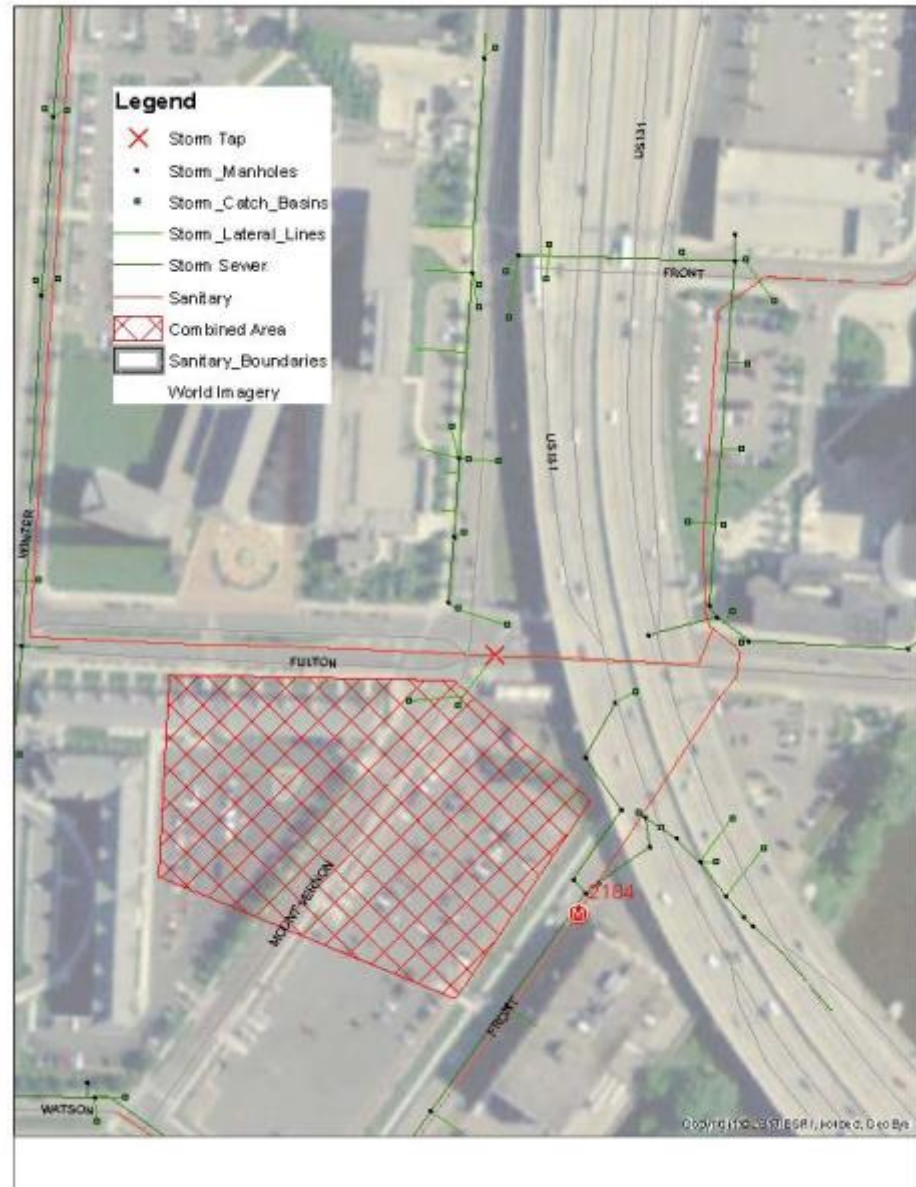 Legend
Storm Tap
Storm_Manholes
Storm_Catch_Basins
Storm_Lateral_Lines
Storm Sewer
Sanitary
Combined Area
Sanitary_Boundaries
World Imagery
US131
FRONT
US131
WINTER
FULTON
MOUNT VERNON
2184
M
FRONT
WATSON